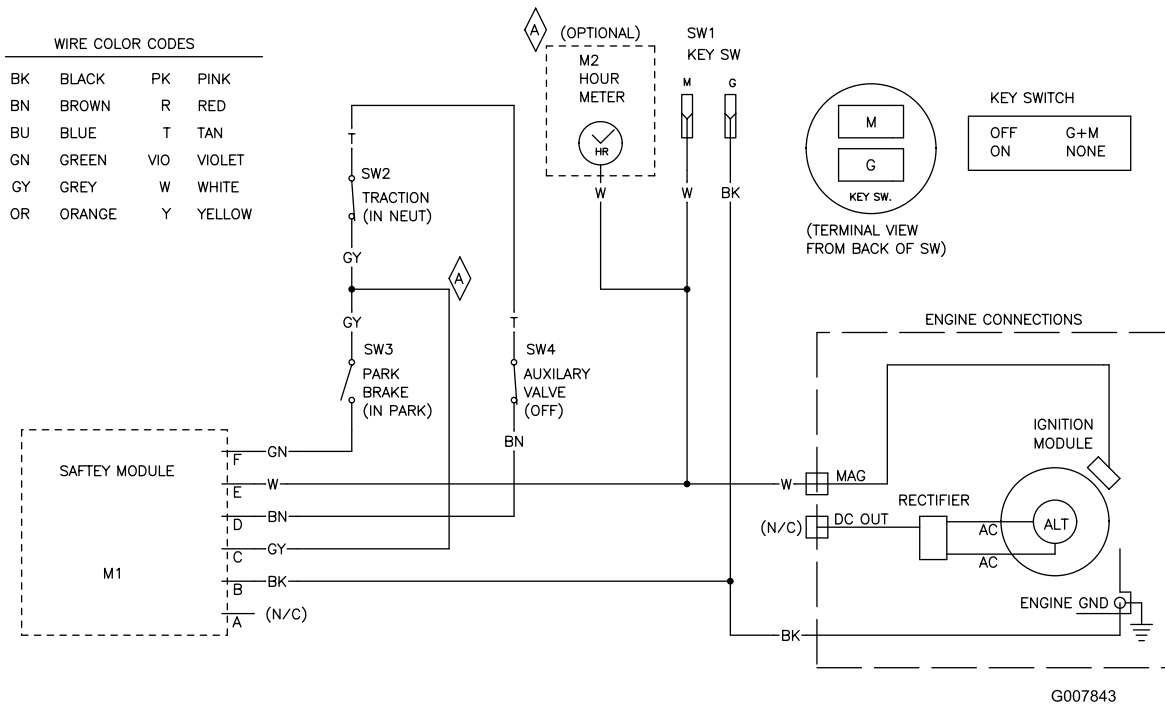 WIRE COLOR CODES
BK BLACK PK PINK
BN BROWN R RED
BU BLUE T TAN
GN GREEN VIO VIOLET
GY GREY W WHITE
OR ORANGE Y YELLOW
A
(OPTIONAL)
M2
HOUR
METER
HR
W
SW1
KEY SW
M G
W BK
M
G
KEY SW.
(TERMINAL VIEW
FROM BACK OF SW)
KEY SWITCH
OFF G+M
ON NONE
T
SW2
TRACTION
(IN NEUT)
GY
A
GY
SW3
PARK
BRAKE
(IN PARK)
T
SW4
AUXILARY
VALVE
(OFF)
BN
SAFTEY MODULE
M1
F GN
E W
D BN
C GY
B BK
A (N/C)
ENGINE CONNECTIONS
IGNITION
MODULE
W MAG
RECTIFIER
(N/C) DC OUT
AC
ALT
AC
ENGINE GND
BK
G007843